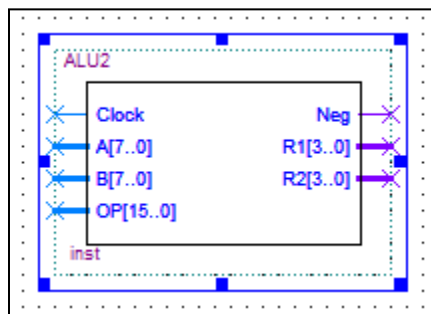 ALU2
Clock Neg
A[7..0] R1[3..0]
B[7..0] R2[3..0]
OP[15..0]
inst